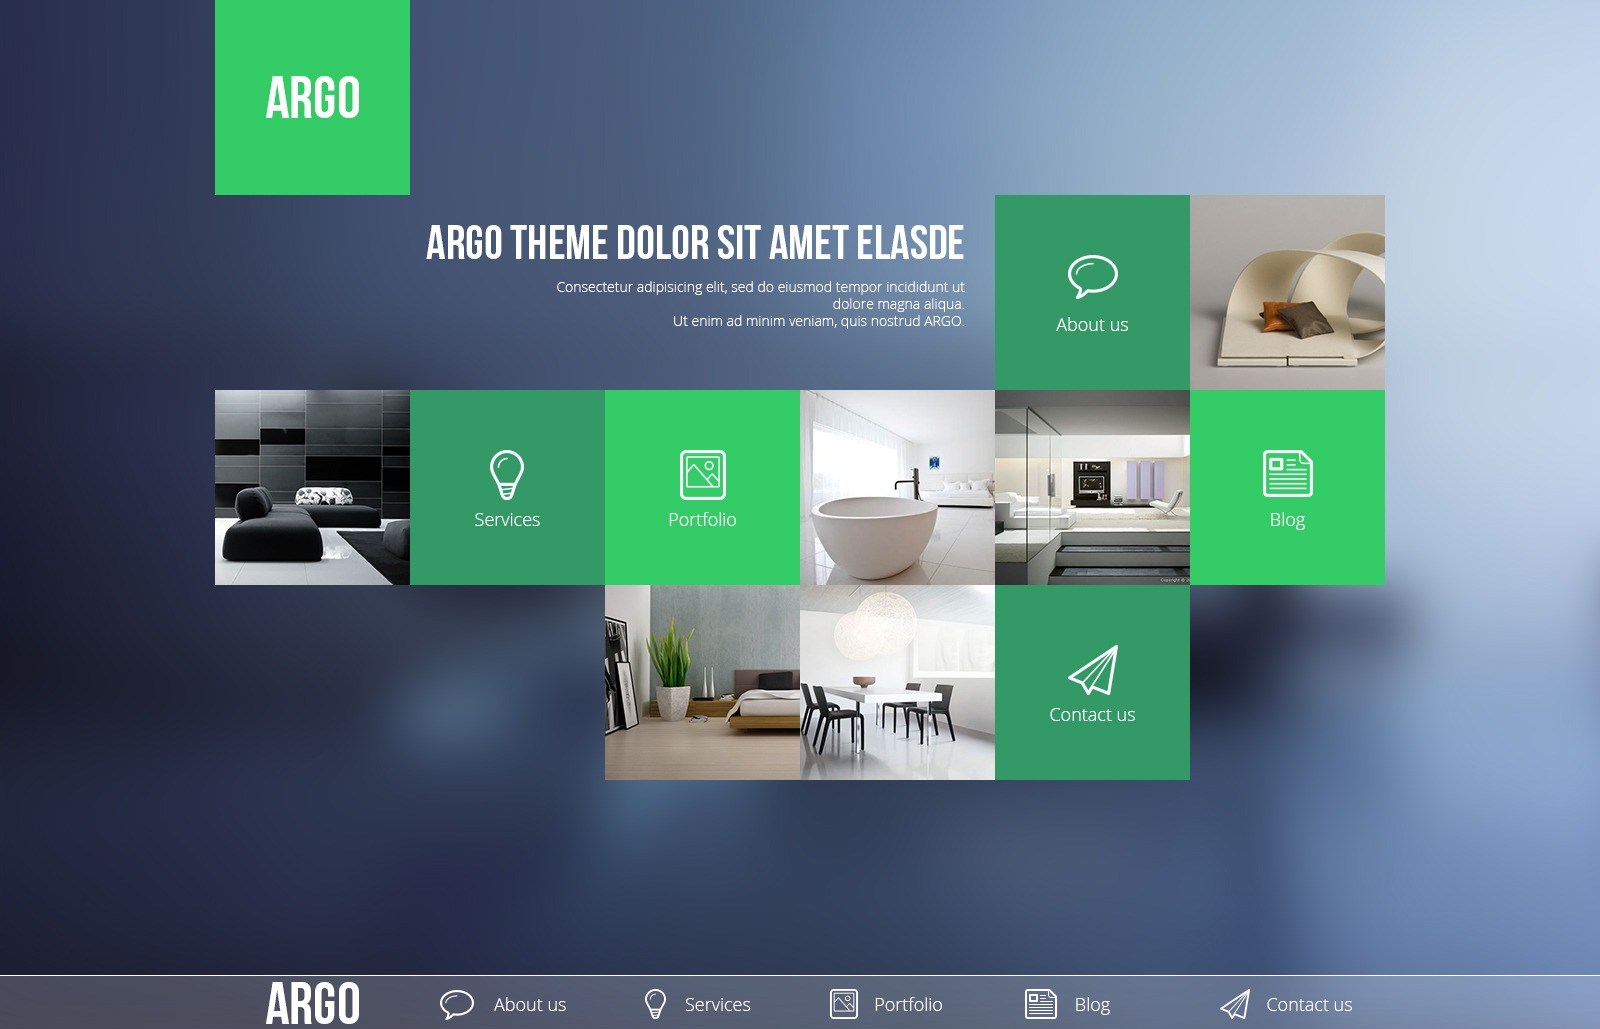 ARGO
ARGO THEME DOLOR SIT AMET ELASDE
Consectetur adipisicing elit, sed do eiusmod tempor incididunt ut
dolore magna aliqua.
Ut enim ad minim veniam, quis nostrud ARGO.
About us
Services
Portfolio
Blog
Contact us
ARGO
About us
Services
Portfolio
Blog
Contact us